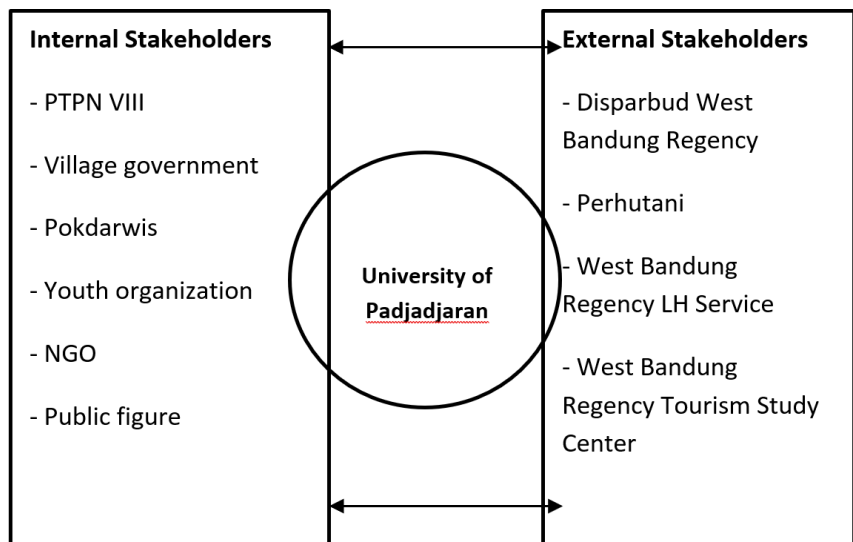 Internal Stakeholders
- PTPN VIII
- Village government
- Pokdarwis
- Youth organization
- NGO
- Public figure
University of
Padjadjaran
External Stakeholders
- Disparbud West
Bandung Regency
- Perhutani
- West Bandung
Regency LH Service
- West Bandung
Regency Tourism Study
Center